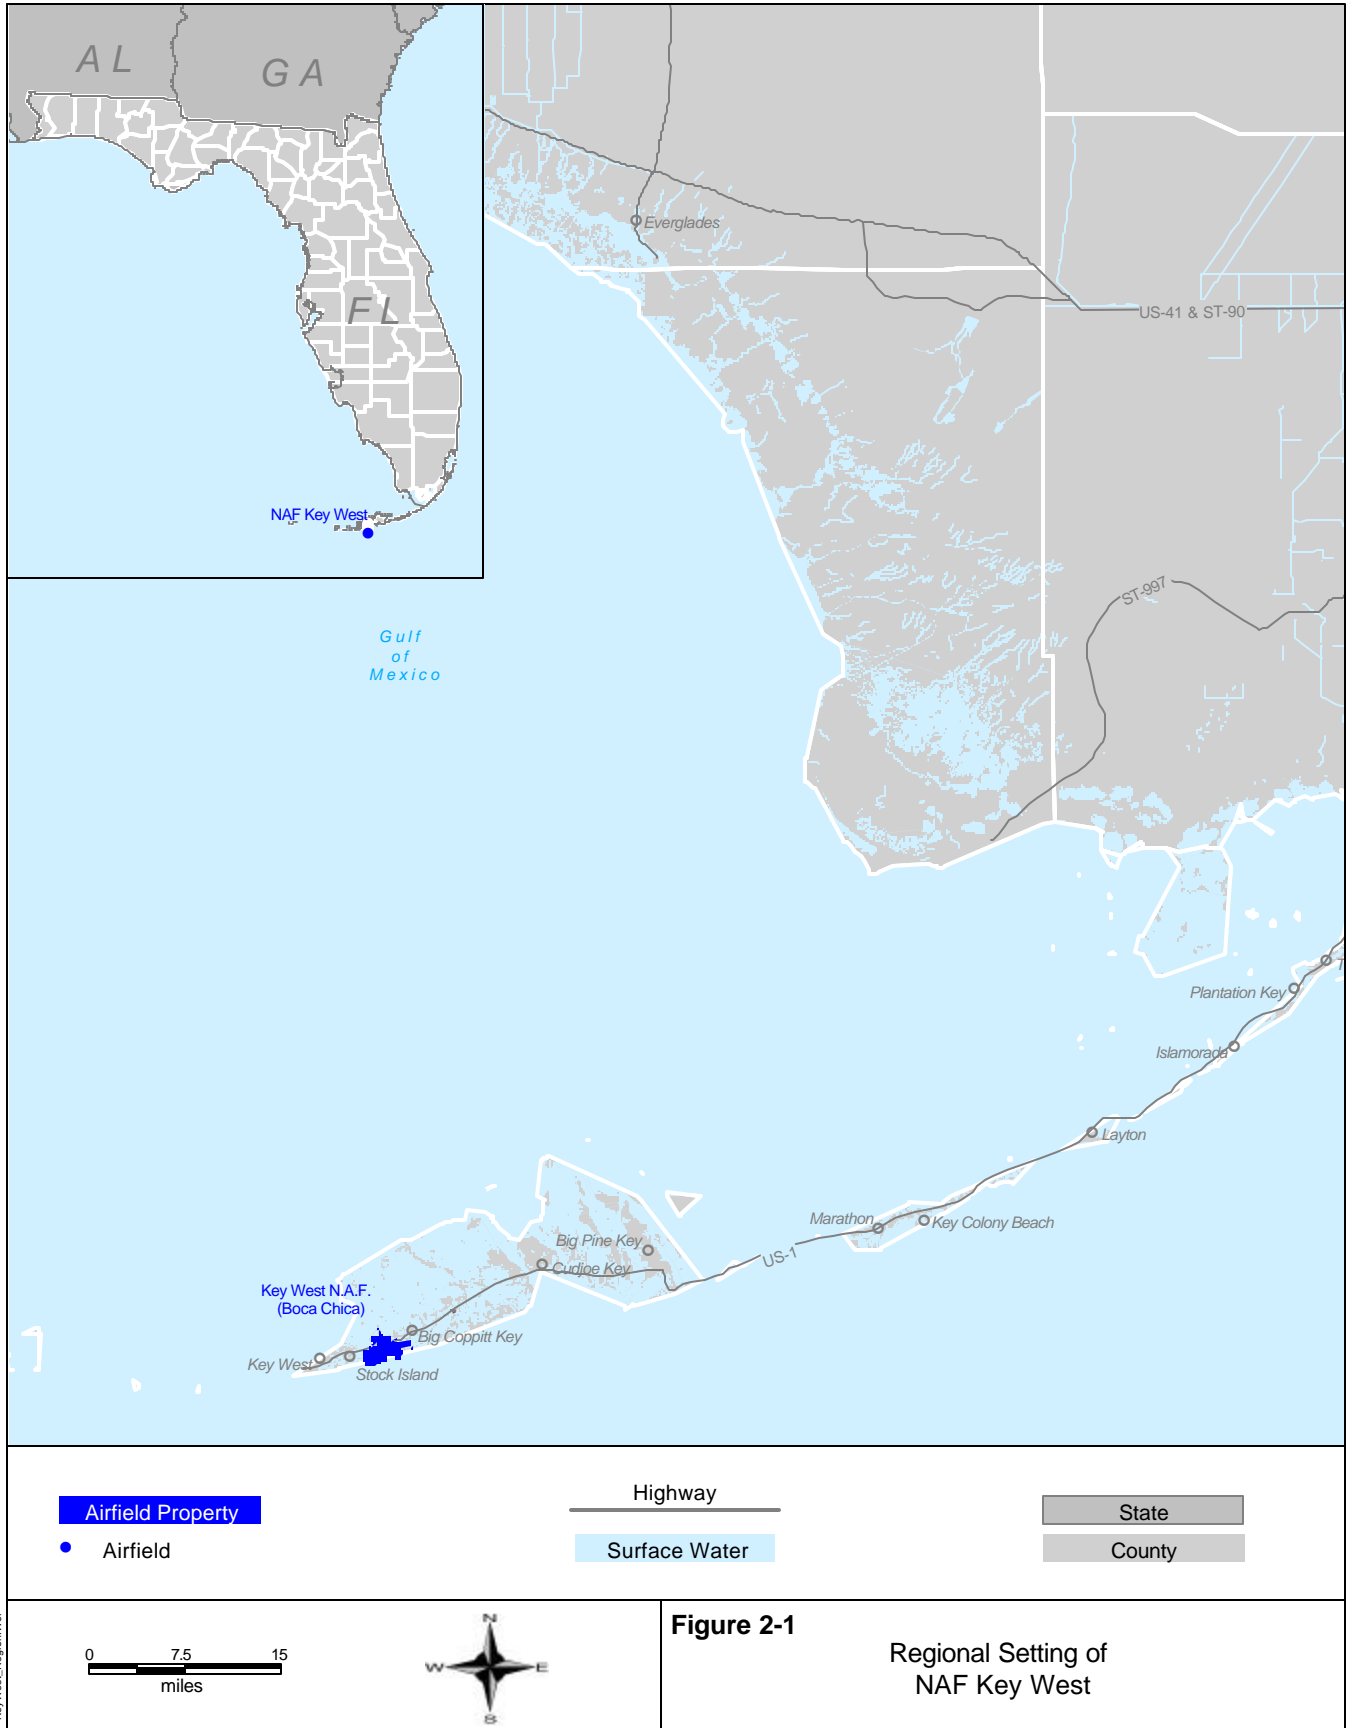 AL
GA
FL
NAF Key West
Everglades
US-41 & ST-90
ST-997
Gulf
of
Mexico
Plantation Key
Islamorada
Layton
Marathon
Key Colony Beach
US-1
Big Pine Key
Cudjoe Key
Key West N.A.F.
(Boca Chica)
Big Coppitt Key
Key West
Stock Island
Airfield Property
Airfield
Highway
Surface Water
State
County
0 7.5 15
miles
N
W E
S
Figure 2-1
Regional Setting of
NAF Key West